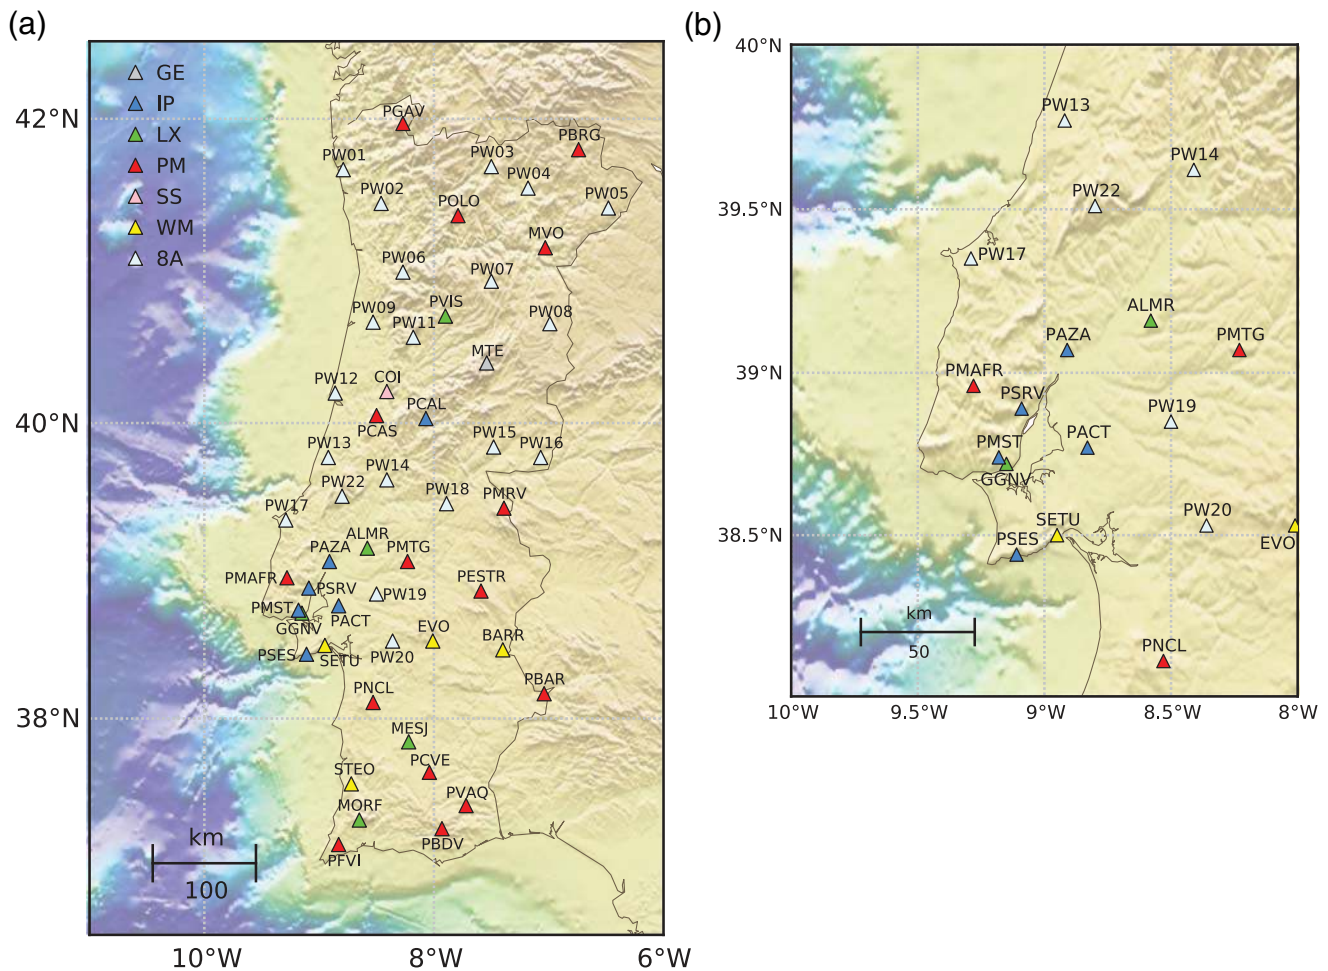 (a)
GE
IP
LX
PM
SS
WM
8A
42°N
40°N
38°N
10°W
8°W
6°W
PGAV
PBRG
PW01
PW03
PW04
PW02
PW05
POLO
MVO
PW06
PW07
PVIS
PW09
PW08
PW11
MTE
PW12
COI
PCAL
PCAS
PW13
PW15
PW16
PW14
PW22
PW18
PMRV
PW17
ALMR
PAZA
PMTG
PMAFR
PSRV
PESTR
PW19
PMST
PACT
GGNV
EVO
BARR
PSES
SETU
PW20
PNCL
PBAR
MESJ
PCVE
STEO
PVAQ
MORF
PBDV
PFVI
km
100
(b)
40°N
39.5°N
39°N
38.5°N
10°W
9.5°W
9°W
8.5°W
8°W
PW13
PW14
PW22
PW17
ALMR
PAZA
PMTG
PMAFR
PSRV
PW19
PMST
PACT
GGNV
PW20
SETU
EVO
PSES
PNCL
km
50